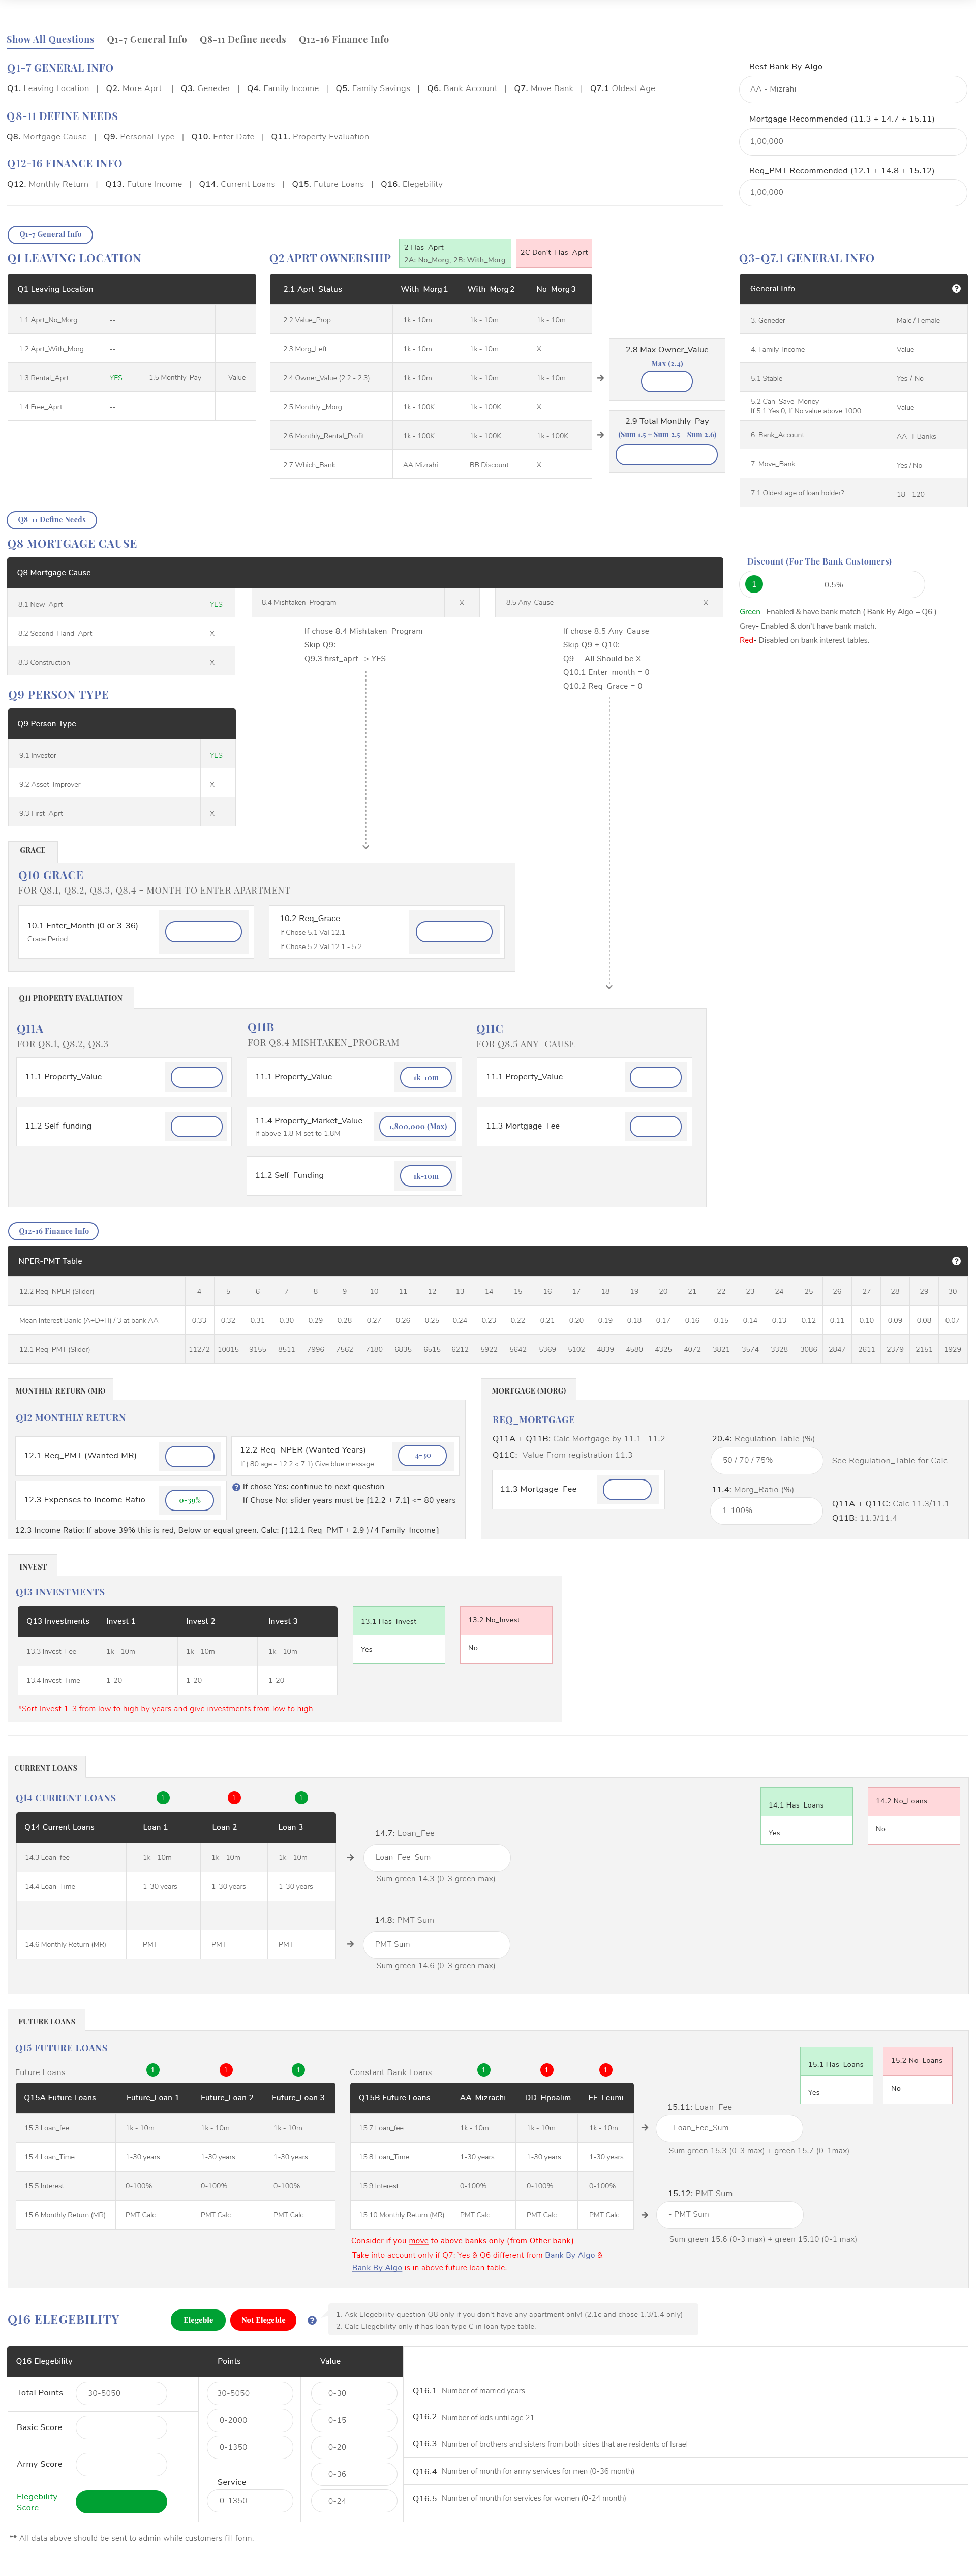 Show All Questions Q1-7 General Info Q8-11 Define needs Q12-16 Finance Info
Q1-7 GENERAL INFO
Q1. Leaving Location | Q2. More Aprt | Q3. Geneder | Q4. Family Income | Q5. Family Savings | Q6. Bank Account | Q7. Move Bank | Q7.1 Oldest Age
Q8-11 DEFINE NEEDS
Q8. Mortgage Cause | Q9. Personal Type | Q10. Enter Date | Q11. Property Evaluation
Q12-16 FINANCE INFO
Q12. Monthly Return | Q13. Future Income | Q14. Current Loans | Q15. Future Loans | Q16. Elegebility
Best Bank By Algo
AA - Mizrahi
Mortgage Recommended (11.3 + 14.7 + 15.11)
1,00,000
Req_PMT Recommended (12.1 + 14.8 + 15.12)
1,00,000
Q1-7 General Info
Q1 LEAVING LOCATION
Q1 Leaving Location
1.1 Aprt_No_Morg --
1.2 Aprt_With_Morg --
1.3 Rental_Aprt YES 1.5 Monthly_Pay Value
1.4 Free_Aprt --
Q2 APRT OWNERSHIP
2 Has_Aprt
2A: No_Morg, 2B: With_Morg
2C Don't_Has_Aprt
2.1 Aprt_Status With_Morg 1 With_Morg 2 No_Morg 3
2.2 Value_Prop 1k - 10m 1k - 10m 1k - 10m
2.3 Morg_Left 1k - 10m 1k - 10m X
2.4 Owner_Value (2.2 - 2.3) 1k - 10m 1k - 10m 1k - 10m
2.5 Monthly _Morg 1k - 100K 1k - 100K X
2.6 Monthly_Rental_Profit 1k - 100K 1k - 100K 1k - 100K
2.7 Which_Bank AA Mizrahi BB Discount X
2.8 Max Owner_Value
Max (2.4)
2.9 Total Monthly_Pay
(Sum 1.5 + Sum 2.5 - Sum 2.6)
Q3-Q7.1 GENERAL INFO
General Info ?
3. Geneder Male / Female
4. Family_Income Value
5.1 Stable Yes / No
5.2 Can_Save_Money
If 5.1 Yes:0, If No:value above 1000 Value
6. Bank_Account AA- II Banks
7. Move_Bank Yes / No
7.1 Oldest age of loan holder? 18 - 120
Q8-11 Define Needs
Q8 MORTGAGE CAUSE
Q8 Mortgage Cause
8.1 New_Aprt YES
8.2 Second_Hand_Aprt X
8.3 Construction X
8.4 Mishtaken_Program X
8.5 Any_Cause X
If chose 8.4 Mishtaken_Program
Skip Q9:
Q9.3 first_aprt -> YES
If chose 8.5 Any_Cause
Skip Q9 + Q10:
Q9 - All Should be X
Q10.1 Enter_month = 0
Q10.2 Req_Grace = 0
Discount (For The Bank Customers)
1 -0.5%
Green- Enabled & have bank match ( Bank By Algo = Q6 )
Grey- Enabled & don't have bank match.
Red- Disabled on bank interest tables.
Q9 PERSON TYPE
Q9 Person Type
9.1 Investor YES
9.2 Asset_Improver X
9.3 First_Aprt X
GRACE
Q10 GRACE
FOR Q8.1, Q8.2, Q8.3, Q8.4 - MONTH TO ENTER APARTMENT
10.1 Enter_Month (0 or 3-36)
Grace Period
10.2 Req_Grace
If Chose 5.1 Val 12.1
If Chose 5.2 Val 12.1 - 5.2
Q11 PROPERTY EVALUATION
Q11A
FOR Q8.1, Q8.2, Q8.3
11.1 Property_Value
11.2 Self_funding
Q11B
FOR Q8.4 MISHTAKEN_PROGRAM
11.1 Property_Value 1k-10m
11.4 Property_Market_Value
If above 1.8 M set to 1.8M
1,800,000 (Max)
11.2 Self_Funding 1k-10m
Q11C
FOR Q8.5 ANY_CAUSE
11.1 Property_Value
11.3 Mortgage_Fee
Q12-16 Finance Info
NPER-PMT Table ?
12.2 Req_NPER (Slider) 4 5 6 7 8 9 10 11 12 13 14 15 16 17 18 19 20 21 22 23 24 25 26 27 28 29 30
Mean Interest Bank: (A+D+H) / 3 at bank AA 0.33 0.32 0.31 0.30 0.29 0.28 0.27 0.26 0.25 0.24 0.23 0.22 0.21 0.20 0.19 0.18 0.17 0.16 0.15 0.14 0.13 0.12 0.11 0.10 0.09 0.08 0.07
12.1 Req_PMT (Slider) 11272 10015 9155 8511 7996 7562 7180 6835 6515 6212 5922 5642 5369 5102 4839 4580 4325 4072 3821 3574 3328 3086 2847 2611 2379 2151 1929
MONTHLY RETURN (MR)
Q12 MONTHLY RETURN
12.1 Req_PMT (Wanted MR)
12.2 Req_NPER (Wanted Years)
If ( 80 age - 12.2 < 7.1) Give blue message
4-30
12.3 Expenses to Income Ratio 0-39%
? If chose Yes: continue to next question
If Chose No: slider years must be [12.2 + 7.1] <= 80 years
12.3 Income Ratio: If above 39% this is red, Below or equal green. Calc: [ ( 12.1 Req_PMT + 2.9 ) / 4 Family_Income ]
MORTGAGE (MORG)
REQ_MORTGAGE
Q11A + Q11B: Calc Mortgage by 11.1 -11.2
Q11C: Value From registration 11.3
11.3 Mortgage_Fee
20.4: Regulation Table (%)
50 / 70 / 75% See Regulation_Table for Calc
11.4: Morg_Ratio (%)
1-100%
Q11A + Q11C: Calc 11.3/11.1
Q11B: 11.3/11.4
INVEST
Q13 INVESTMENTS
Q13 Investments Invest 1 Invest 2 Invest 3
13.3 Invest_Fee 1k - 10m 1k - 10m 1k - 10m
13.4 Invest_Time 1-20 1-20 1-20
13.1 Has_Invest
Yes
13.2 No_Invest
No
*Sort Invest 1-3 from low to high by years and give investments from low to high
CURRENT LOANS
Q14 CURRENT LOANS 1 1 1
Q14 Current Loans Loan 1 Loan 2 Loan 3
14.3 Loan_fee 1k - 10m 1k - 10m 1k - 10m
14.4 Loan_Time 1-30 years 1-30 years 1-30 years
-- -- -- --
14.6 Monthly Return (MR) PMT PMT PMT
14.7: Loan_Fee
Loan_Fee_Sum
Sum green 14.3 (0-3 green max)
14.8: PMT Sum
PMT Sum
Sum green 14.6 (0-3 green max)
14.1 Has_Loans
Yes
14.2 No_Loans
No
FUTURE LOANS
Q15 FUTURE LOANS
Future Loans 1 1 1
Q15A Future Loans Future_Loan 1 Future_Loan 2 Future_Loan 3
15.3 Loan_fee 1k - 10m 1k - 10m 1k - 10m
15.4 Loan_Time 1-30 years 1-30 years 1-30 years
15.5 Interest 0-100% 0-100% 0-100%
15.6 Monthly Return (MR) PMT Calc PMT Calc PMT Calc
Constant Bank Loans 1 1 1
Q15B Future Loans AA-Mizrachi DD-Hpoalim EE-Leumi
15.7 Loan_fee 1k - 10m 1k - 10m 1k - 10m
15.8 Loan_Time 1-30 years 1-30 years 1-30 years
15.9 Interest 0-100% 0-100% 0-100%
15.10 Monthly Return (MR) PMT Calc PMT Calc PMT Calc
Consider if you move to above banks only (from Other bank)
Take into account only if Q7: Yes & Q6 different from Bank By Algo &
Bank By Algo is in above future loan table.
15.1 Has_Loans
Yes
15.2 No_Loans
No
15.11: Loan_Fee
- Loan_Fee_Sum
Sum green 15.3 (0-3 max) + green 15.7 (0-1max)
15.12: PMT Sum
- PMT Sum
Sum green 15.6 (0-3 max) + green 15.10 (0-1 max)
Q16 ELEGEBILITY
Elegeble Not Elegeble ?
1. Ask Elegebility question Q8 only if you don't have any apartment only! (2.1c and chose 1.3/1.4 only)
2. Calc Elegebility only if has loan type C in loan type table.
Q16 Elegebility Points Value
Total Points 30-5050
Basic Score
Army Score
Elegebility
Score
30-5050
0-2000
0-1350
Service
0-1350
0-30
0-15
0-20
0-36
0-24
Q16.1 Number of married years
Q16.2 Number of kids until age 21
Q16.3 Number of brothers and sisters from both sides that are residents of Israel
Q16.4 Number of month for army services for men (0-36 month)
Q16.5 Number of month for services for women (0-24 month)
** All data above should be sent to admin while customers fill form.